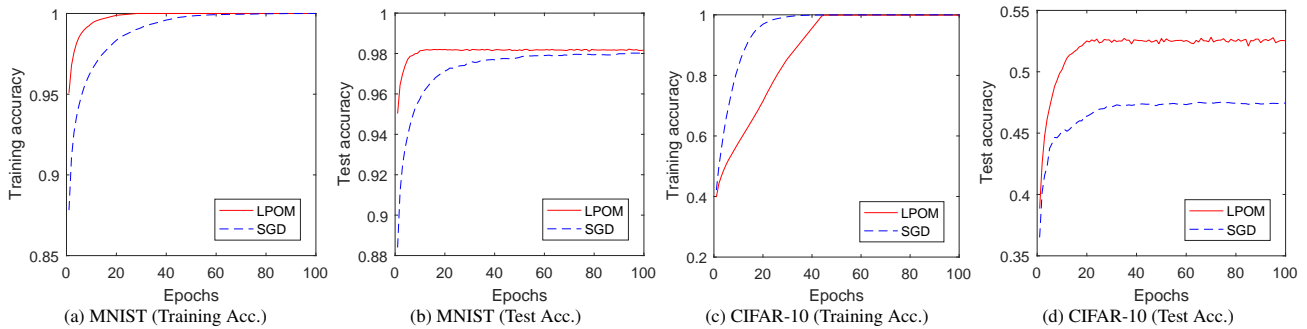 Training accuracy
1
0.95
0.9
0.85
0 20 40 60 80 100
Epochs
LPOM
SGD
(a) MNIST (Training Acc.)
Test accuracy
1
0.98
0.96
0.94
0.92
0.9
0.88
0 20 40 60 80 100
Epochs
LPOM
SGD
(b) MNIST (Test Acc.)
Training accuracy
1
0.8
0.6
0.4
0.2
0 20 40 60 80 100
Epochs
LPOM
SGD
(c) CIFAR-10 (Training Acc.)
Test accuracy
0.55
0.5
0.45
0.4
0.35
0 20 40 60 80 100
Epochs
LPOM
SGD
(d) CIFAR-10 (Test Acc.)